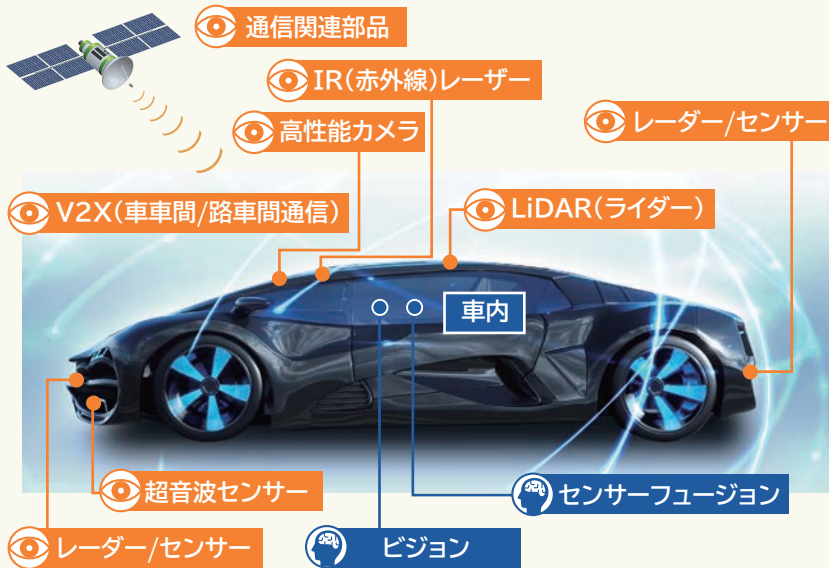 通信関連部品
IR(赤外線)レーザー
高性能カメラ
レーダー/センサー
V2X(車車間/路車間通信)
LiDAR(ライダー)
車内
超音波センサー
センサーフュージョン
レーダー/センサー
ビジョン